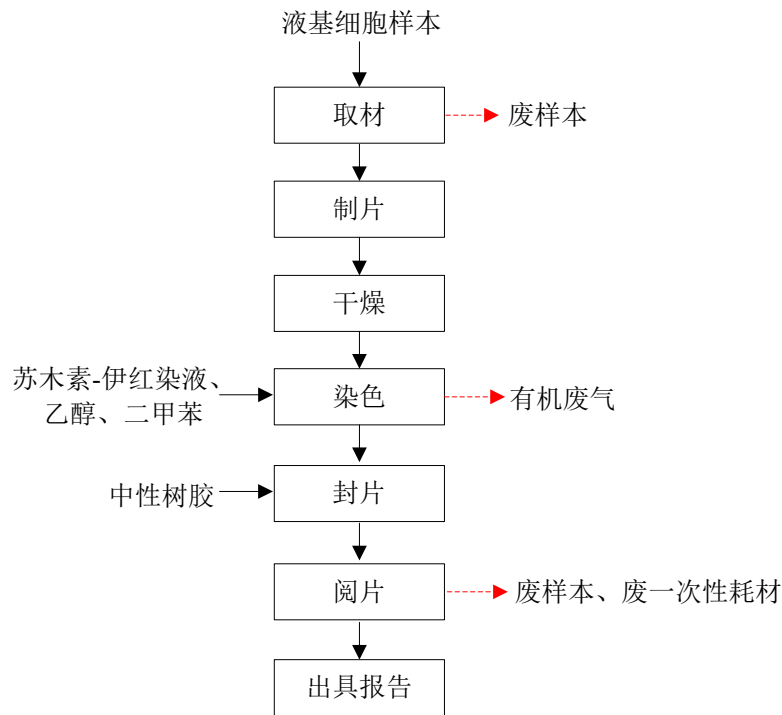 液基细胞样本
取材
废样本
制片
干燥
苏木素-伊红染液、
乙醇、二甲苯
染色
有机废气
中性树胶
封片
阅片
废样本、废一次性耗材
出具报告